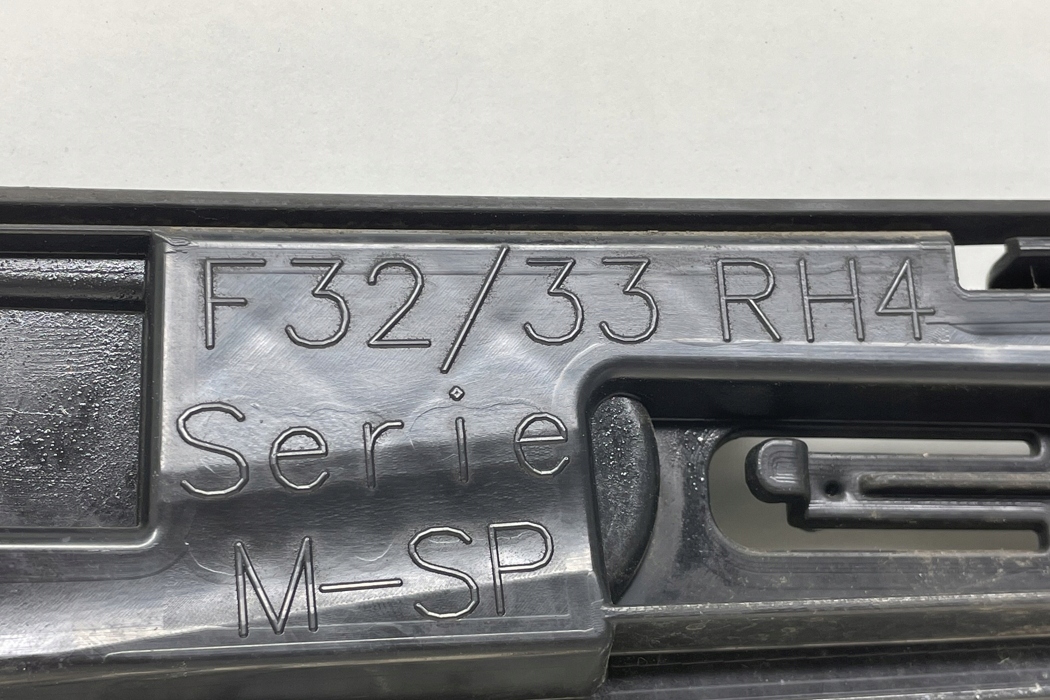 F32/33 RH4
Serie
M-SP